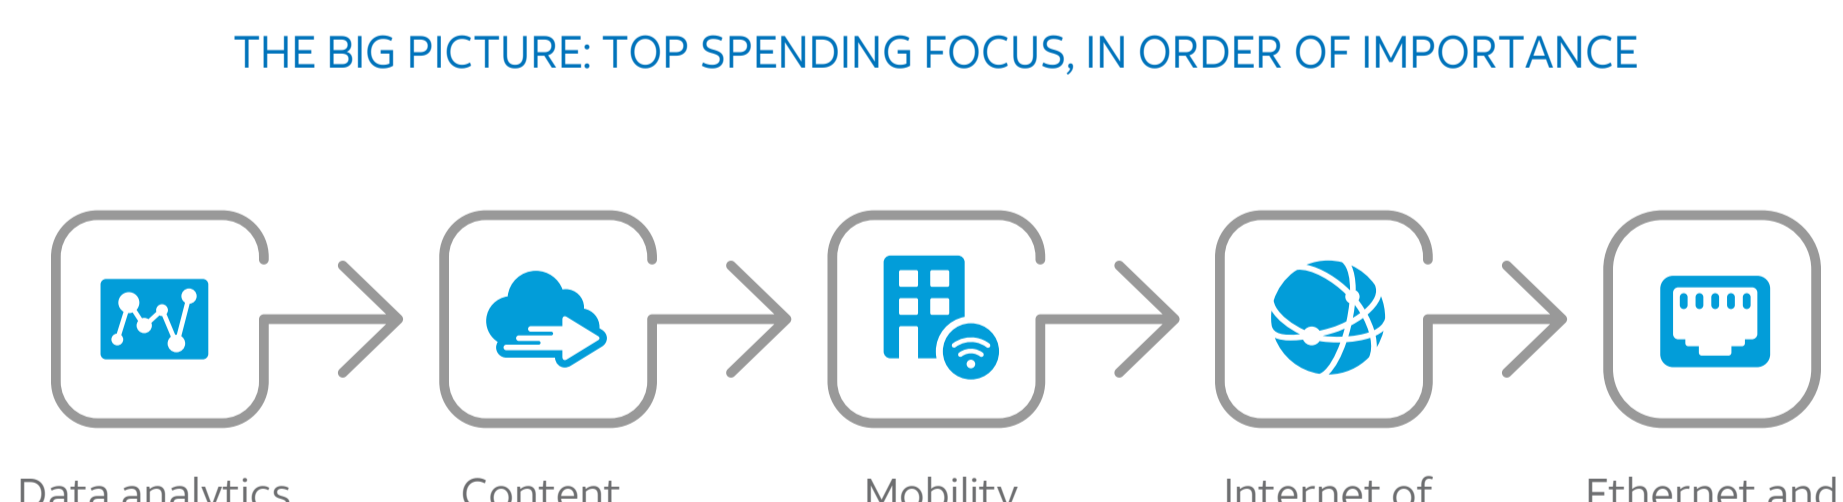 THE BIG PICTURE: TOP SPENDING FOCUS, IN ORDER OF IMPORTANCE
Data analytics
Content
Mobility
Internet of
Ethernet and